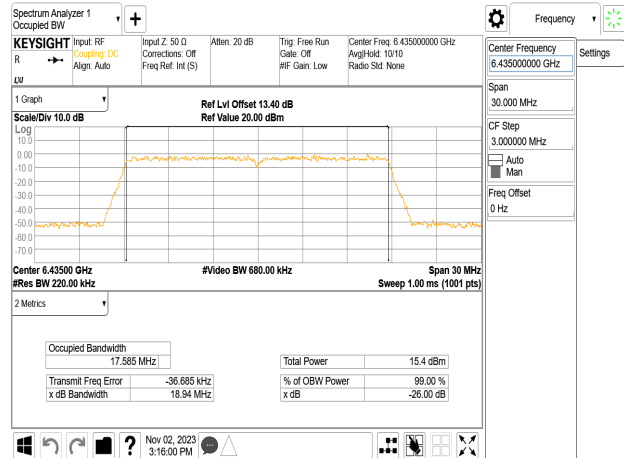 Spectrum Analyzer 1
Occupied BW
Frequency
KEYSIGHT
R
Input: RF
Coupling: DC
Align: Auto
Input Z: 50 Ω
Corrections: Off
Freq Ref: Int (S)
Atten: 20 dB
Trig: Free Run
Gate: Off
#IF Gain: Low
Center Freq: 6.435000000 GHz
Avg|Hold: 10/10
Radio Std: None
Center Frequency
6.435000000 GHz
Settings
Span
30.000 MHz
CF Step
3.000000 MHz
Auto
Man
Freq Offset
0 Hz
1 Graph
Scale/Div 10.0 dB
Ref Lvl Offset 13.40 dB
Ref Value 20.00 dBm
Log
10.0
0.00
-10.0
-20.0
-30.0
-40.0
-50.0
-60.0
-70.0
Center 6.43500 GHz
#Video BW 680.00 kHz
Span 30 MHz
#Res BW 220.00 kHz
Sweep 1.00 ms (1001 pts)
2 Metrics
Occupied Bandwidth
17.585 MHz
Total Power 15.4 dBm
Transmit Freq Error -36.685 kHz
% of OBW Power 99.00 %
x dB Bandwidth 18.94 MHz
x dB -26.00 dB
?
Nov 02, 2023
3:16:00 PM